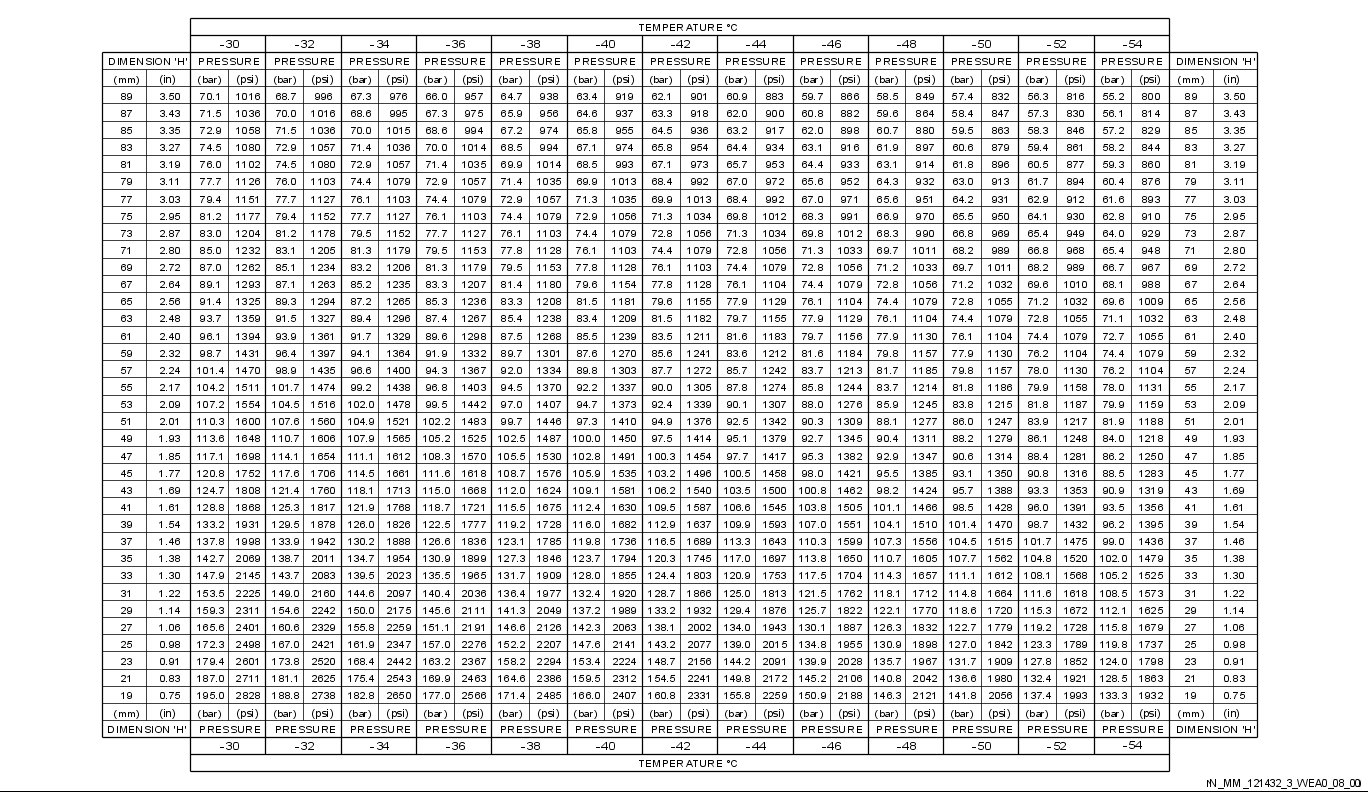 TEMPERATURE °C
-30 -32 -34 -36 -38 -40 -42 -44 -46 -48 -50 -52 -54
DIMENSION 'H' PRESSURE PRESSURE PRESSURE PRESSURE PRESSURE PRESSURE PRESSURE PRESSURE PRESSURE PRESSURE PRESSURE PRESSURE PRESSURE DIMENSION 'H'
(mm) (in) (bar) (psi) (bar) (psi) (bar) (psi) (bar) (psi) (bar) (psi) (bar) (psi) (bar) (psi) (bar) (psi) (bar) (psi) (bar) (psi) (bar) (psi) (bar) (psi) (bar) (psi) (mm) (in)
89 3.50 70.1 1016 68.7 996 67.3 976 66.0 957 64.7 938 63.4 919 62.1 901 60.9 883 59.7 866 58.5 849 57.4 832 56.3 816 55.2 800 89 3.50
87 3.43 71.5 1036 70.0 1016 68.6 995 67.3 975 65.9 956 64.6 937 63.3 918 62.0 900 60.8 882 59.6 864 58.4 847 57.3 830 56.1 814 87 3.43
85 3.35 72.9 1058 71.5 1036 70.0 1015 68.6 994 67.2 974 65.8 955 64.5 936 63.2 917 62.0 898 60.7 880 59.5 863 58.3 846 57.2 829 85 3.35
83 3.27 74.5 1080 72.9 1057 71.4 1036 70.0 1014 68.5 994 67.1 974 65.8 954 64.4 934 63.1 916 61.9 897 60.6 879 59.4 861 58.2 844 83 3.27
81 3.19 76.0 1102 74.5 1080 72.9 1057 71.4 1035 69.9 1014 68.5 993 67.1 973 65.7 953 64.4 933 63.1 914 61.8 896 60.5 877 59.3 860 81 3.19
79 3.11 77.7 1126 76.0 1103 74.4 1079 72.9 1057 71.4 1035 69.9 1013 68.4 992 67.0 972 65.6 952 64.3 932 63.0 913 61.7 894 60.4 876 79 3.11
77 3.03 79.4 1151 77.7 1127 76.1 1103 74.4 1079 72.9 1057 71.3 1035 69.9 1013 68.4 992 67.0 971 65.6 951 64.2 931 62.9 912 61.6 893 77 3.03
75 2.95 81.2 1177 79.4 1152 77.7 1127 76.1 1103 74.4 1079 72.9 1056 71.3 1034 69.8 1012 68.3 991 66.9 970 65.5 950 64.1 930 62.8 910 75 2.95
73 2.87 83.0 1204 81.2 1178 79.5 1152 77.7 1127 76.1 1103 74.4 1079 72.8 1056 71.3 1034 69.8 1012 68.3 990 66.8 969 65.4 949 64.0 929 73 2.87
71 2.80 85.0 1232 83.1 1205 81.3 1179 79.5 1153 77.8 1128 76.1 1103 74.4 1079 72.8 1056 71.3 1033 69.7 1011 68.2 989 66.8 968 65.4 948 71 2.80
69 2.72 87.0 1262 85.1 1234 83.2 1206 81.3 1179 79.5 1153 77.8 1128 76.1 1103 74.4 1079 72.8 1056 71.2 1033 69.7 1011 68.2 989 66.7 967 69 2.72
67 2.64 89.1 1293 87.1 1263 85.2 1235 83.3 1207 81.4 1180 79.6 1154 77.8 1128 76.1 1104 74.4 1079 72.8 1056 71.2 1032 69.6 1010 68.1 988 67 2.64
65 2.56 91.4 1325 89.3 1294 87.2 1265 85.3 1236 83.3 1208 81.5 1181 79.6 1155 77.9 1129 76.1 1104 74.4 1079 72.8 1055 71.2 1032 69.6 1009 65 2.56
63 2.48 93.7 1359 91.5 1327 89.4 1296 87.4 1267 85.4 1238 83.4 1209 81.5 1182 79.7 1155 77.9 1129 76.1 1104 74.4 1079 72.8 1055 71.1 1032 63 2.48
61 2.40 96.1 1394 93.9 1361 91.7 1329 89.6 1298 87.5 1268 85.5 1239 83.5 1211 81.6 1183 79.7 1156 77.9 1130 76.1 1104 74.4 1079 72.7 1055 61 2.40
59 2.32 98.7 1431 96.4 1397 94.1 1364 91.9 1332 89.7 1301 87.6 1270 85.6 1241 83.6 1212 81.6 1184 79.8 1157 77.9 1130 76.2 1104 74.4 1079 59 2.32
57 2.24 101.4 1470 98.9 1435 96.6 1400 94.3 1367 92.0 1334 89.8 1303 87.7 1272 85.7 1242 83.7 1213 81.7 1185 79.8 1157 78.0 1130 76.2 1104 57 2.24
55 2.17 104.2 1511 101.7 1474 99.2 1438 96.8 1403 94.5 1370 92.2 1337 90.0 1305 87.8 1274 85.8 1244 83.7 1214 81.8 1186 79.9 1158 78.0 1131 55 2.17
53 2.09 107.2 1554 104.5 1516 102.0 1478 99.5 1442 97.0 1407 94.7 1373 92.4 1339 90.1 1307 88.0 1276 85.9 1245 83.8 1215 81.8 1187 79.9 1159 53 2.09
51 2.01 110.3 1600 107.6 1560 104.9 1521 102.2 1483 99.7 1446 97.3 1410 94.9 1376 92.5 1342 90.3 1309 88.1 1277 86.0 1247 83.9 1217 81.9 1188 51 2.01
49 1.93 113.6 1648 110.7 1606 107.9 1565 105.2 1525 102.5 1487 100.0 1450 97.5 1414 95.1 1379 92.7 1345 90.4 1311 88.2 1279 86.1 1248 84.0 1218 49 1.93
47 1.85 117.1 1698 114.1 1654 111.1 1612 108.3 1570 105.5 1530 102.8 1491 100.3 1454 97.7 1417 95.3 1382 92.9 1347 90.6 1314 88.4 1281 86.2 1250 47 1.85
45 1.77 120.8 1752 117.6 1706 114.5 1661 111.6 1618 108.7 1576 105.9 1535 103.2 1496 100.5 1458 98.0 1421 95.5 1385 93.1 1350 90.8 1316 88.5 1283 45 1.77
43 1.69 124.7 1808 121.4 1760 118.1 1713 115.0 1668 112.0 1624 109.1 1581 106.2 1540 103.5 1500 100.8 1462 98.2 1424 95.7 1388 93.3 1353 90.9 1319 43 1.69
41 1.61 128.8 1868 125.3 1817 121.9 1768 118.7 1721 115.5 1675 112.4 1630 109.5 1587 106.6 1545 103.8 1505 101.1 1466 98.5 1428 96.0 1391 93.5 1356 41 1.61
39 1.54 133.2 1931 129.5 1878 126.0 1826 122.5 1777 119.2 1728 116.0 1682 112.9 1637 109.9 1593 107.0 1551 104.1 1510 101.4 1470 98.7 1432 96.2 1395 39 1.54
37 1.46 137.8 1998 133.9 1942 130.2 1888 126.6 1836 123.1 1785 119.8 1736 116.5 1689 113.3 1643 110.3 1599 107.3 1556 104.5 1515 101.7 1475 99.0 1436 37 1.46
35 1.38 142.7 2069 138.7 2011 134.7 1954 130.9 1899 127.3 1846 123.7 1794 120.3 1745 117.0 1697 113.8 1650 110.7 1605 107.7 1562 104.8 1520 102.0 1479 35 1.38
33 1.30 147.9 2145 143.7 2083 139.5 2023 135.5 1965 131.7 1909 128.0 1855 124.4 1803 120.9 1753 117.5 1704 114.3 1657 111.1 1612 108.1 1568 105.2 1525 33 1.30
31 1.22 153.5 2225 149.0 2160 144.6 2097 140.4 2036 136.4 1977 132.4 1920 128.7 1866 125.0 1813 121.5 1762 118.1 1712 114.8 1664 111.6 1618 108.5 1573 31 1.22
29 1.14 159.3 2311 154.6 2242 150.0 2175 145.6 2111 141.3 2049 137.2 1989 133.2 1932 129.4 1876 125.7 1822 122.1 1770 118.6 1720 115.3 1672 112.1 1625 29 1.14
27 1.06 165.6 2401 160.6 2329 155.8 2259 151.1 2191 146.6 2126 142.3 2063 138.1 2002 134.0 1943 130.1 1887 126.3 1832 122.7 1779 119.2 1728 115.8 1679 27 1.06
25 0.98 172.3 2498 167.0 2421 161.9 2347 157.0 2276 152.2 2207 147.6 2141 143.2 2077 139.0 2015 134.8 1955 130.9 1898 127.0 1842 123.3 1789 119.8 1737 25 0.98
23 0.91 179.4 2601 173.8 2520 168.4 2442 163.2 2367 158.2 2294 153.4 2224 148.7 2156 144.2 2091 139.9 2028 135.7 1967 131.7 1909 127.8 1852 124.0 1798 23 0.91
21 0.83 187.0 2711 181.1 2625 175.4 2543 169.9 2463 164.6 2386 159.5 2312 154.5 2241 149.8 2172 145.2 2106 140.8 2042 136.6 1980 132.4 1921 128.5 1863 21 0.83
19 0.75 195.0 2828 188.8 2738 182.8 2650 177.0 2566 171.4 2485 166.0 2407 160.8 2331 155.8 2259 150.9 2188 146.3 2121 141.8 2056 137.4 1993 133.3 1932 19 0.75
(mm) (in) (bar) (psi) (bar) (psi) (bar) (psi) (bar) (psi) (bar) (psi) (bar) (psi) (bar) (psi) (bar) (psi) (bar) (psi) (bar) (psi) (bar) (psi) (bar) (psi) (bar) (psi) (mm) (in)
DIMENSION 'H' PRESSURE PRESSURE PRESSURE PRESSURE PRESSURE PRESSURE PRESSURE PRESSURE PRESSURE PRESSURE PRESSURE PRESSURE PRESSURE DIMENSION 'H'
-30 -32 -34 -36 -38 -40 -42 -44 -46 -48 -50 -52 -54
TEMPERATURE °C